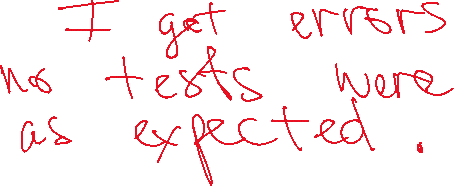 I get errors
no tests were
as expected.